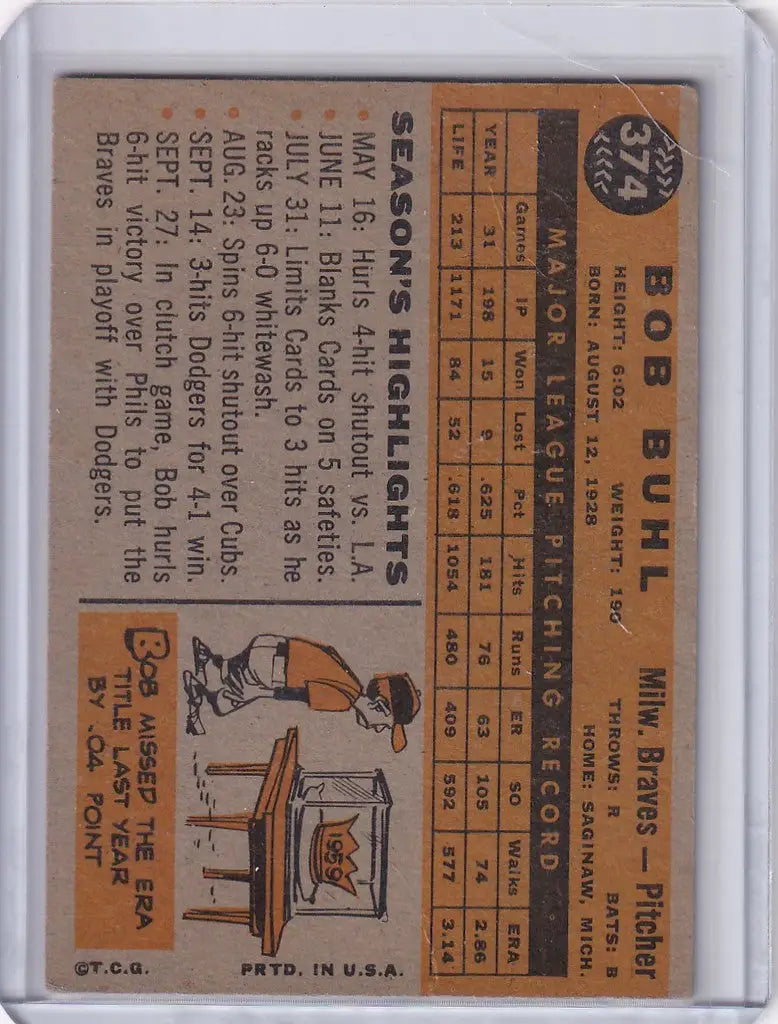 374
BOB BUHL
Milw. Braves — Pitcher
HEIGHT: 6:02 WEIGHT: 190 THROWS: R BATS: B
BORN: AUGUST 12, 1928 HOME: SAGINAW, MICH.
MAJOR LEAGUE PITCHING RECORD
Games IP Won Lost Pct Hits Runs ER SO Walks ERA
YEAR 31 198 15 9 .625 181 76 63 105 74 2.86
LIFE 213 1171 84 52 .618 1054 480 409 592 577 3.14
SEASON'S HIGHLIGHTS
• MAY 16: Hurls 4-hit shutout vs. L.A.
• JUNE 11: Blanks Cards on 5 safeties.
• JULY 31: Limits Cards to 3 hits as he
racks up 6-0 whitewash.
• AUG. 23: Spins 6-hit shutout over Cubs.
• SEPT. 14: 3-hits Dodgers for 4-1 win.
• SEPT. 27: In clutch game, Bob hurls
6-hit victory over Phils to put the
Braves in playoff with Dodgers.
1959
BOB MISSED THE ERA
TITLE LAST YEAR
BY .04 POINT
©T.C.G.
PRTD. IN U.S.A.